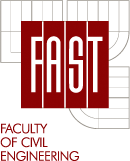 FAST
FACULTY
OF CIVIL
ENGINEERING